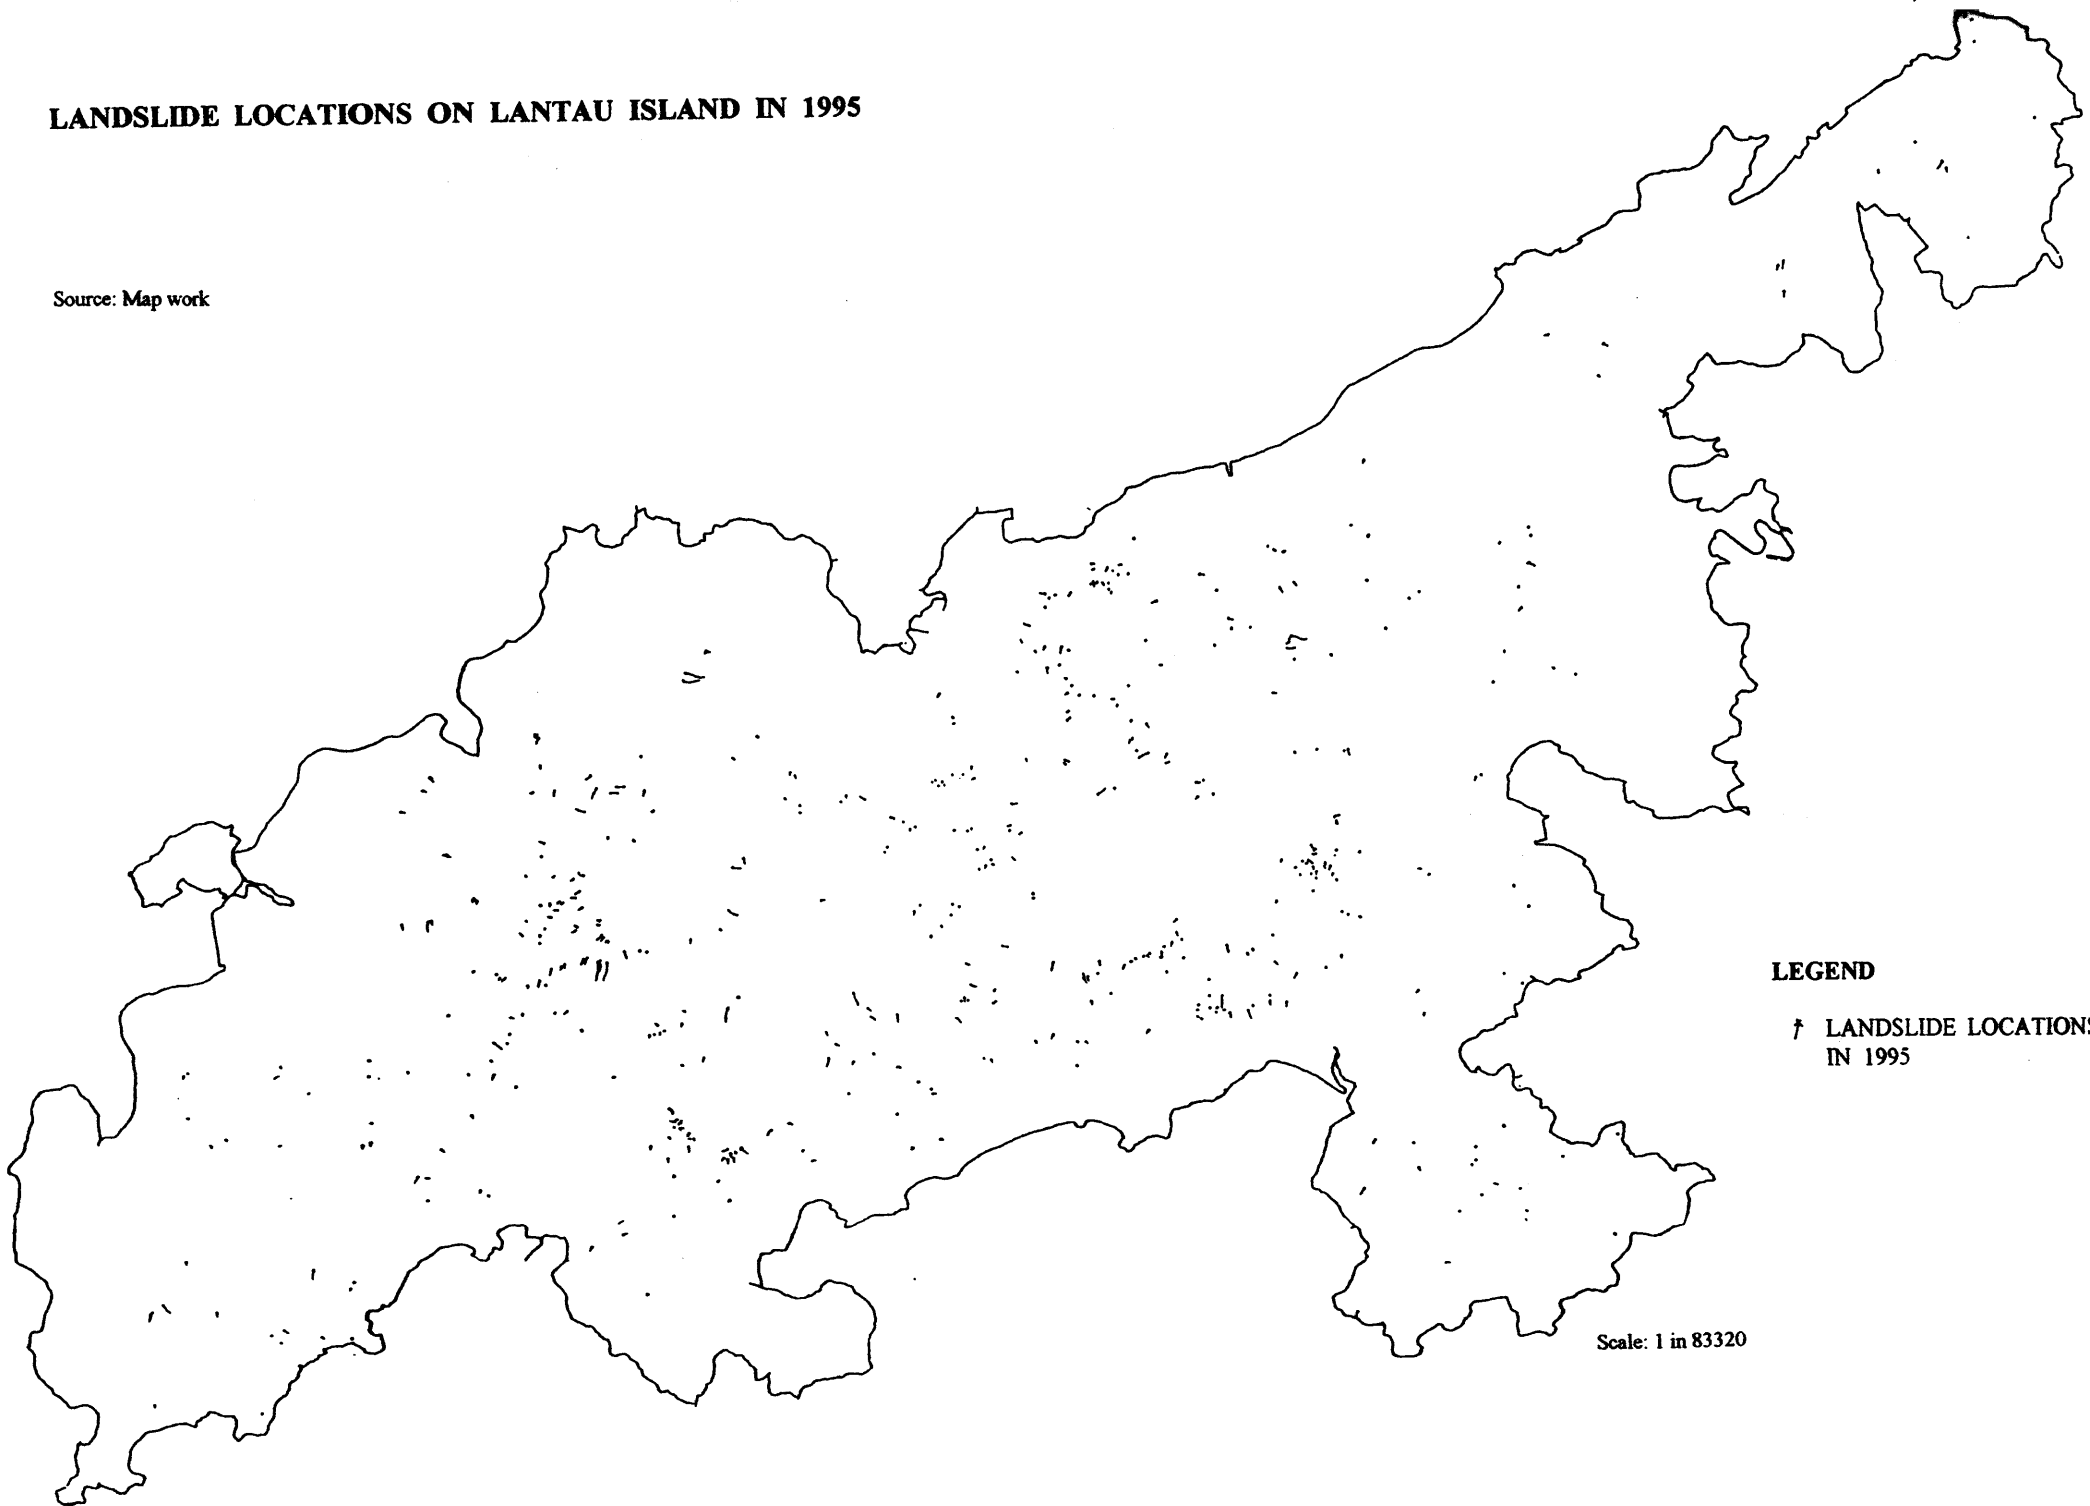 LANDSLIDE LOCATIONS ON LANTAU ISLAND IN 1995
Source: Map work
LEGEND
LANDSLIDE LOCATIONS
IN 1995
Scale: 1 in 83320